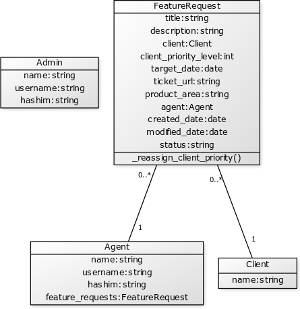 FeatureRequest
title:string
description:string
client:Client
client_priority_level:int
target_date:date
ticket_url:string
product_area:string
agent:Agent
created_date:date
modified_date:date
status:string
_reassign_client_priority()
Admin
name:string
username:string
hashim:string
0..*
0..*
1
1
Agent
name:string
username:string
hashim:string
feature_requests:FeatureRequest
Client
name:string